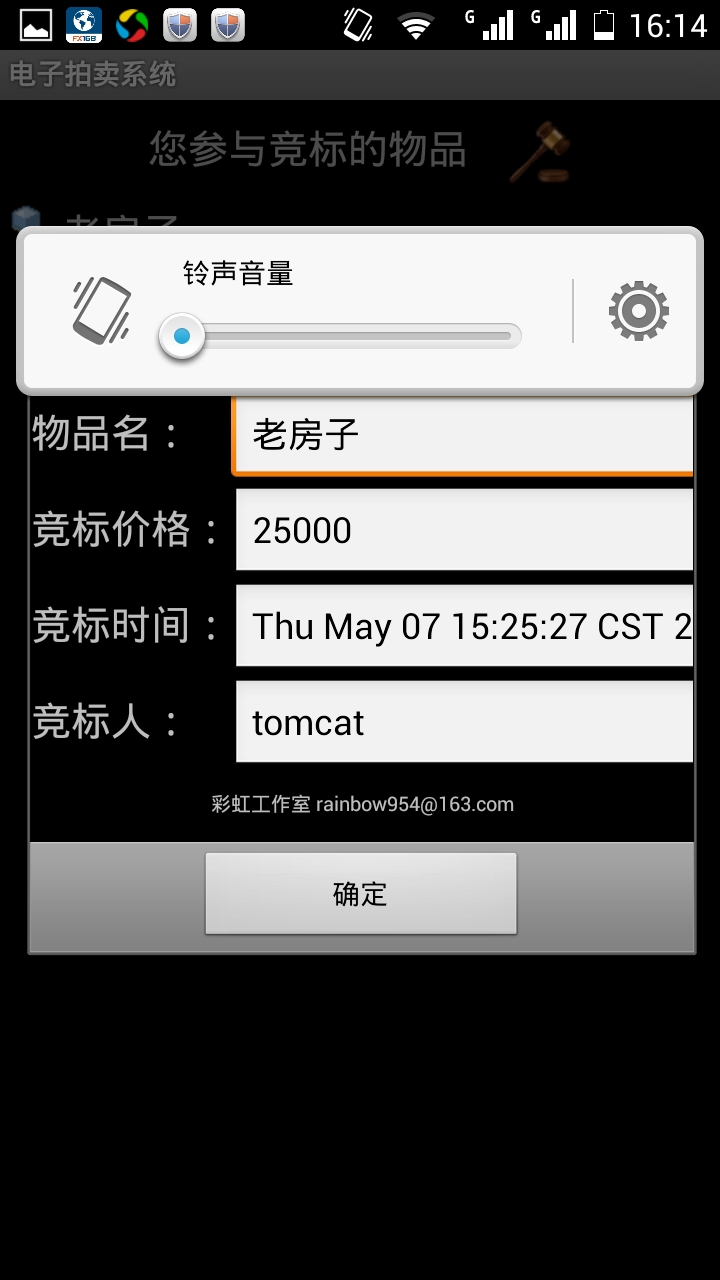 FX168
G
G
16:14
电子拍卖系统
您参与竞标的物品
老房子
铃声音量
物品名：
老房子
竞标价格：
25000
竞标时间：
Thu May 07 15:25:27 CST 2
竞标人：
tomcat
彩虹工作室 rainbow954@163.com
确定